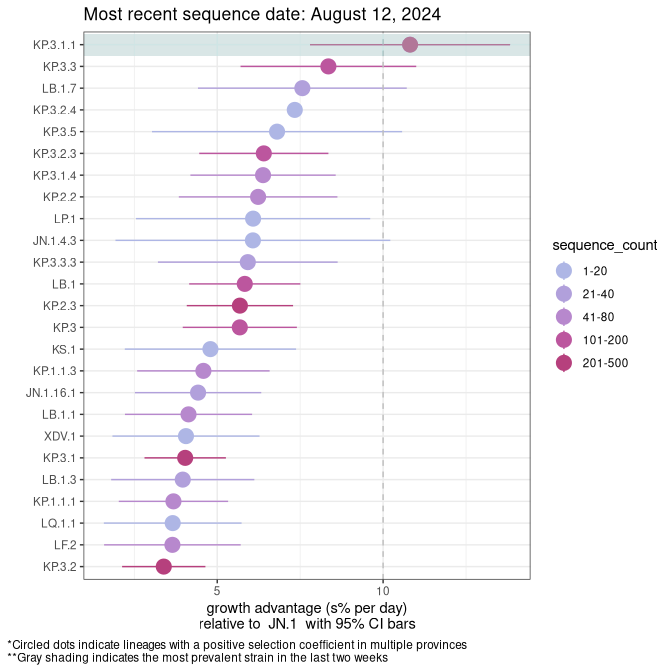 Most recent sequence date: August 12, 2024
KP.3.1.1
KP.3.3
LB.1.7
KP.3.2.4
KP.3.5
KP.3.2.3
KP.3.1.4
KP.2.2
LP.1
JN.1.4.3
KP.3.3.3
LB.1
KP.2.3
KP.3
KS.1
KP.1.1.3
JN.1.16.1
LB.1.1
XDV.1
KP.3.1
LB.1.3
KP.1.1.1
LQ.1.1
LF.2
KP.3.2
5 10
growth advantage (s% per day)
relative to JN.1 with 95% CI bars
sequence_count
1-20
21-40
41-80
101-200
201-500
*Circled dots indicate lineages with a positive selection coefficient in multiple provinces
**Gray shading indicates the most prevalent strain in the last two weeks